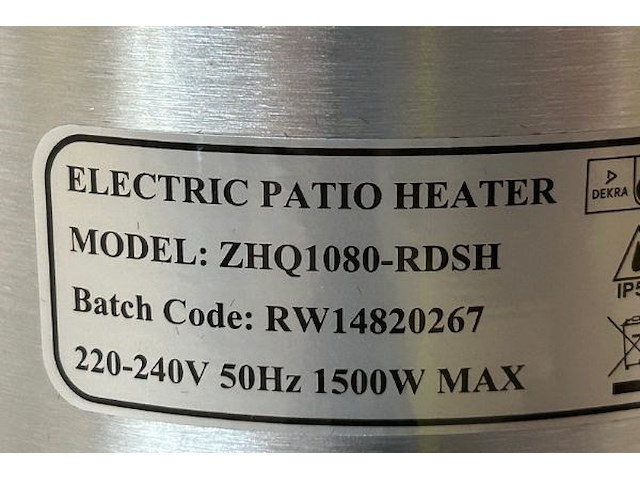 ELECTRIC PATIO HEATER
MODEL: ZHQ1080-RDSH
Batch Code: RW14820267
220-240V 50Hz 1500W MAX
DEKRA